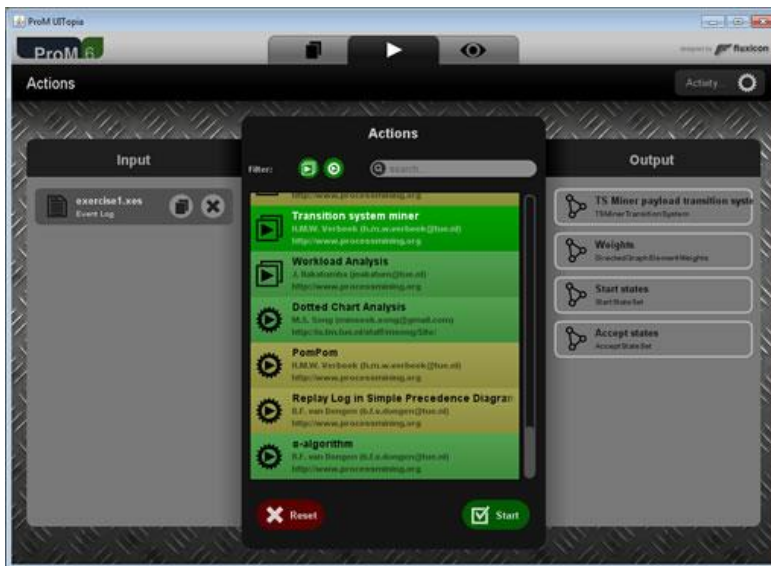 ProM UITopia
ProM 6
designed by fluxicon
Actions
Activity...
Input
exercise1.xes
Event Log
Actions
Filter:
search...
http://www.processmining.org
Transition system miner
H.M.W. Verbeek (h.m.w.verbeek@tue.nl)
http://www.processmining.org
Workload Analysis
J. Nakatumba (jnakatum@tue.nl)
http://www.processmining.org
Dotted Chart Analysis
M.S. Song (minseok.song@gmail.com)
PomPom
H.M.W. Verbeek (h.m.w.verbeek@tue.nl)
http://www.processmining.org
Replay Log in Simple Precedence Diagram
B.F. van Dongen (b.f.v.dongen@tue.nl)
http://www.processmining.org
α-algorithm
B.F. van Dongen (b.f.v.dongen@tue.nl)
http://www.processmining.org
Reset
Start
Output
TS Miner payload transition syste
TSMinerTransitionSystem
Weights
DirectedGraphElementWeights
Start states
StartStateSet
Accept states
AcceptStateSet